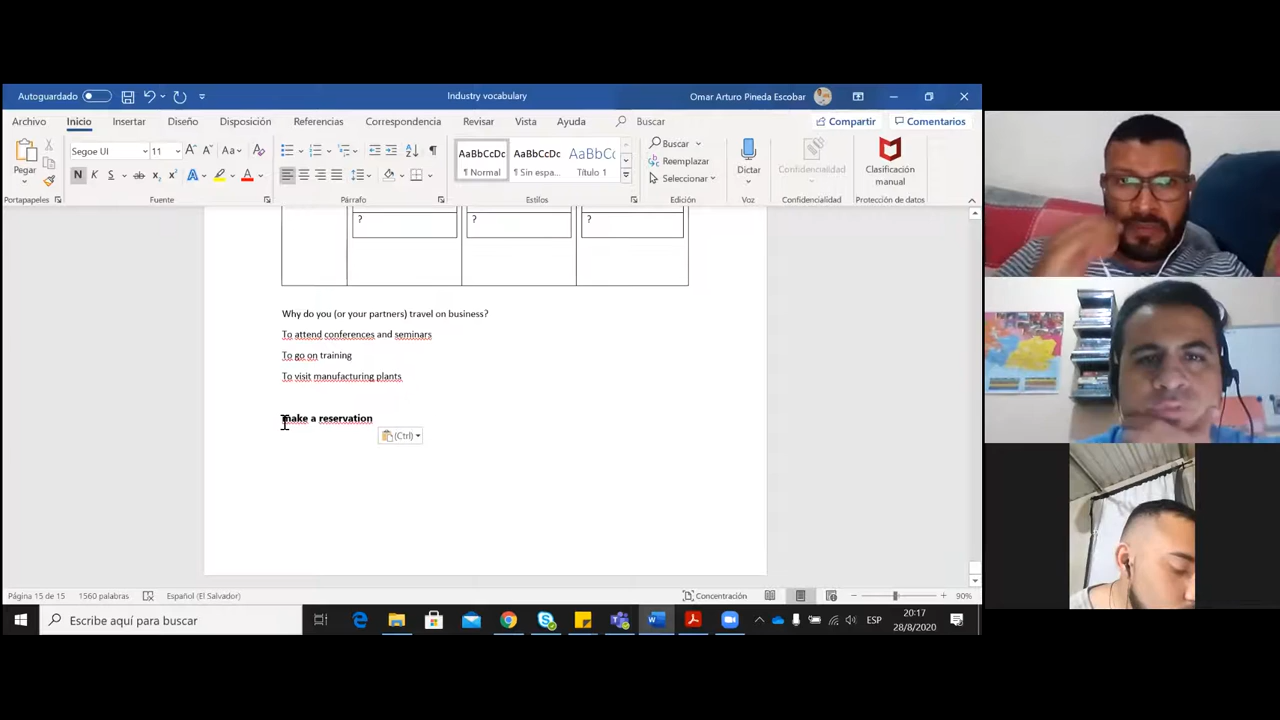 Autoguardado
Industry vocabulary
Omar Arturo Pineda Escobar
Archivo Inicio Insertar Diseño Disposición Referencias Correspondencia Revisar Vista Ayuda Buscar Compartir Comentarios
Pegar
Portapapeles
Segoe UI 11
Fuente
Párrafo
AaBbCcDc AaBbCcDc AaBbC
¶ Normal ¶ Sin espa... Título 1
Estilos
Buscar
Reemplazar
Seleccionar
Edición
Dictar
Voz
Confidencialidad
Confidencialidad
Clasificación manual
Protección de datos
? ? ?
Why do you (or your partners) travel on business?
To attend conferences and seminars
To go on training
To visit manufacturing plants
make a reservation
(Ctrl)
Página 15 de 15 1560 palabras Español (El Salvador) Concentración 90%
Escribe aquí para buscar
ESP
20:17
28/8/2020